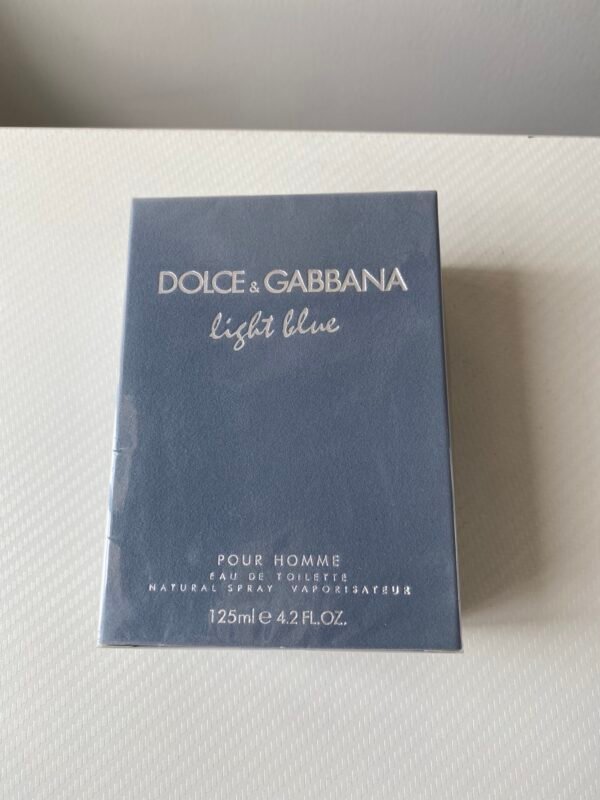 DOLCE & GABBANA
light blue
POUR HOMME
EAU DE TOILETTE
NATURAL SPRAY VAPORISATEUR
125ml e 4.2 FL.OZ.